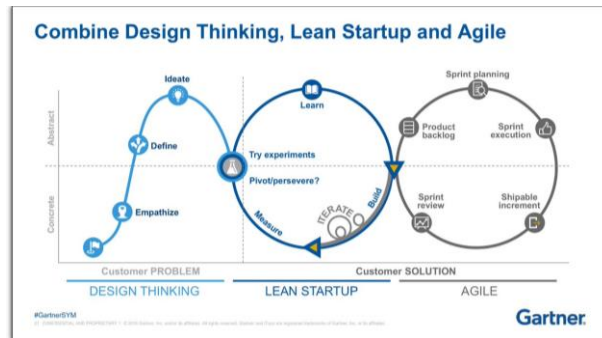 Combine Design Thinking, Lean Startup and Agile
Abstract
Concrete
Ideate
Define
Empathize
Learn
Try experiments
Pivot/persevere?
Measure
ITERATE
Build
Sprint planning
Product
backlog
Sprint
execution
Sprint
review
Shipable
increment
Customer PROBLEM
Customer SOLUTION
DESIGN THINKING
LEAN STARTUP
AGILE
#GartnerSYM
Gartner